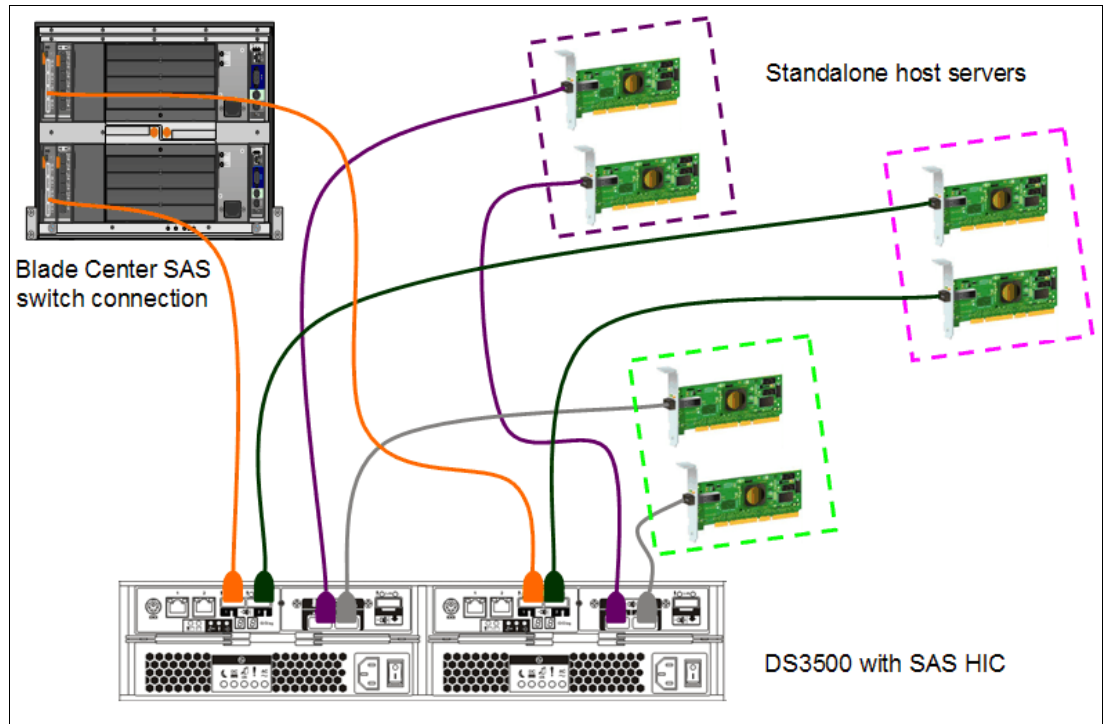 Standalone host servers
Blade Center SAS
switch connection
DS3500 with SAS HIC